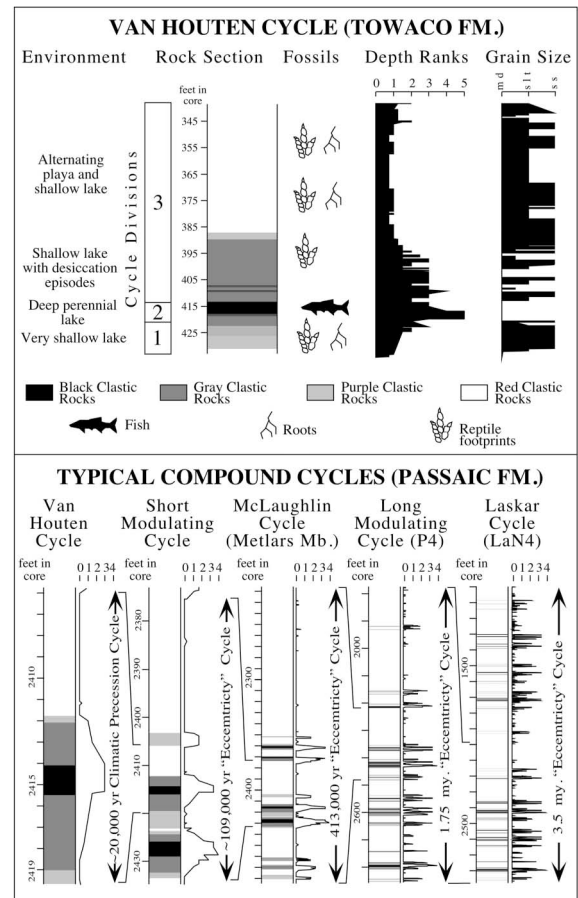 VAN HOUTEN CYCLE (TOWACO FM.)
Environment Rock Section Fossils Depth Ranks Grain Size
0 1 2 3 4 5
md slt ss
feet in
core
345
355
365
375
385
395
405
415
425
Cycle Divisions
3
2
1
Alternating
playa and
shallow lake
Shallow lake
with desiccation
episodes
Deep perennial
lake
Very shallow lake
Black Clastic
Rocks
Gray Clastic
Rocks
Purple Clastic
Rocks
Red Clastic
Rocks
Fish
Roots
Reptile
footprints
TYPICAL COMPOUND CYCLES (PASSAIC FM.)
Van
Houten
Cycle
feet in
core
0 1 2 3 4
2410
2415
2419
~20,000 yr Climatic Precession Cycle
Short
Modulating
Cycle
feet in
core
0 1 2 3 4
2380
2390
2400
2410
2430
~109,000 yr “Eccemtricty” Cycle
McLaughlin
Cycle
(Metlars Mb.)
feet in
core
0 1 2 3 4
2300
2400
413,000 yr “Eccemtricty” Cycle
Long
Modulating
Cycle (P4)
feet in
core
0 1 2 3 4
2000
2600
1.75 my. “Eccemtricty” Cycle
Laskar
Cycle
(LaN4)
feet in
core
0 1 2 3 4
1500
2500
3.5 my. “Eccemtricty” Cycle